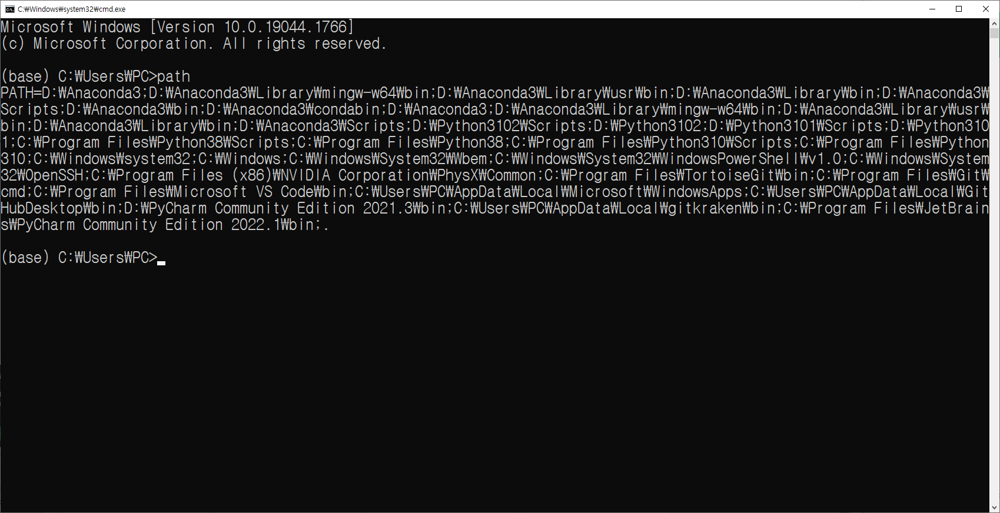 C:₩Windows₩system32₩cmd.exe
Microsoft Windows [Version 10.0.19044.1766]
(c) Microsoft Corporation. All rights reserved.
(base) C:₩Users₩PC>path
PATH=D:₩Anaconda3;D:₩Anaconda3₩Library₩mingw-w64₩bin;D:₩Anaconda3₩Library₩usr₩bin;D:₩Anaconda3₩Library₩bin;D:₩Anaconda3₩
Scripts;D:₩Anaconda3₩bin;D:₩Anaconda3₩condabin;D:₩Anaconda3;D:₩Anaconda3₩Library₩mingw-w64₩bin;D:₩Anaconda3₩Library₩usr₩
bin;D:₩Anaconda3₩Library₩bin;D:₩Anaconda3₩Scripts;D:₩Python3102₩Scripts;D:₩Python3102;D:₩Python3101₩Scripts;D:₩Python310
1;C:₩Program Files₩Python38₩Scripts;C:₩Program Files₩Python38;C:₩Program Files₩Python310₩Scripts;C:₩Program Files₩Python
310;C:₩Windows₩system32;C:₩Windows;C:₩Windows₩System32₩Wbem;C:₩Windows₩System32₩WindowsPowerShell₩v1.0;C:₩Windows₩System
32₩OpenSSH;C:₩Program Files (x86)₩NVIDIA Corporation₩PhysX₩Common;C:₩Program Files₩TortoiseGit₩bin;C:₩Program Files₩Git₩
cmd;C:₩Program Files₩Microsoft VS Code₩bin;C:₩Users₩PC₩AppData₩Local₩Microsoft₩WindowsApps;C:₩Users₩PC₩AppData₩Local₩Git
HubDesktop₩bin;D:₩PyCharm Community Edition 2021.3₩bin;C:₩Users₩PC₩AppData₩Local₩gitkraken₩bin;C:₩Program Files₩JetBrain
s₩PyCharm Community Edition 2022.1₩bin;.
(base) C:₩Users₩PC>